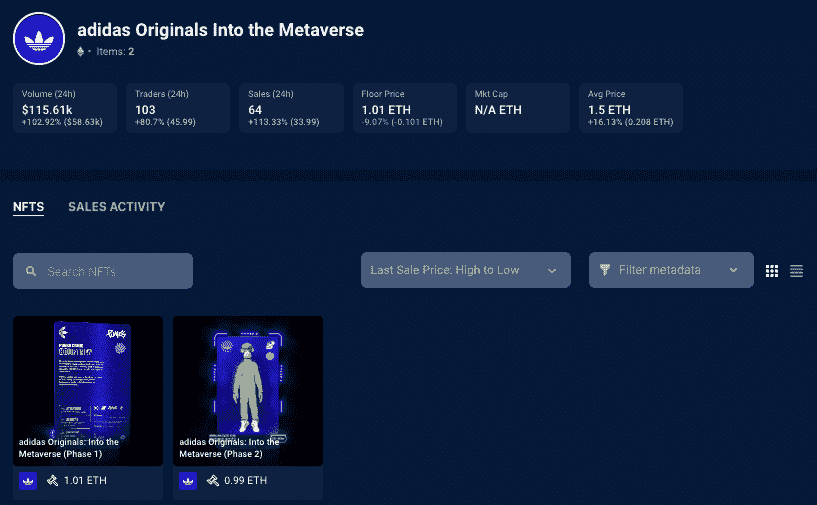 adidas Originals Into the Metaverse
• Items: 2
Volume (24h)
$115.61k
+102.92% ($58.63k)
Traders (24h)
103
+80.7% (45.99)
Sales (24h)
64
+113.33% (33.99)
Floor Price
1.01 ETH
-9.07% (-0.101 ETH)
Mkt Cap
N/A ETH
Avg Price
1.5 ETH
+16.13% (0.208 ETH)
NFTS
SALES ACTIVITY
Search NFTs
Last Sale Price: High to Low
Filter metadata
adidas Originals: Into the
Metaverse (Phase 1)
1.01 ETH
adidas Originals: Into the
Metaverse (Phase 2)
0.99 ETH